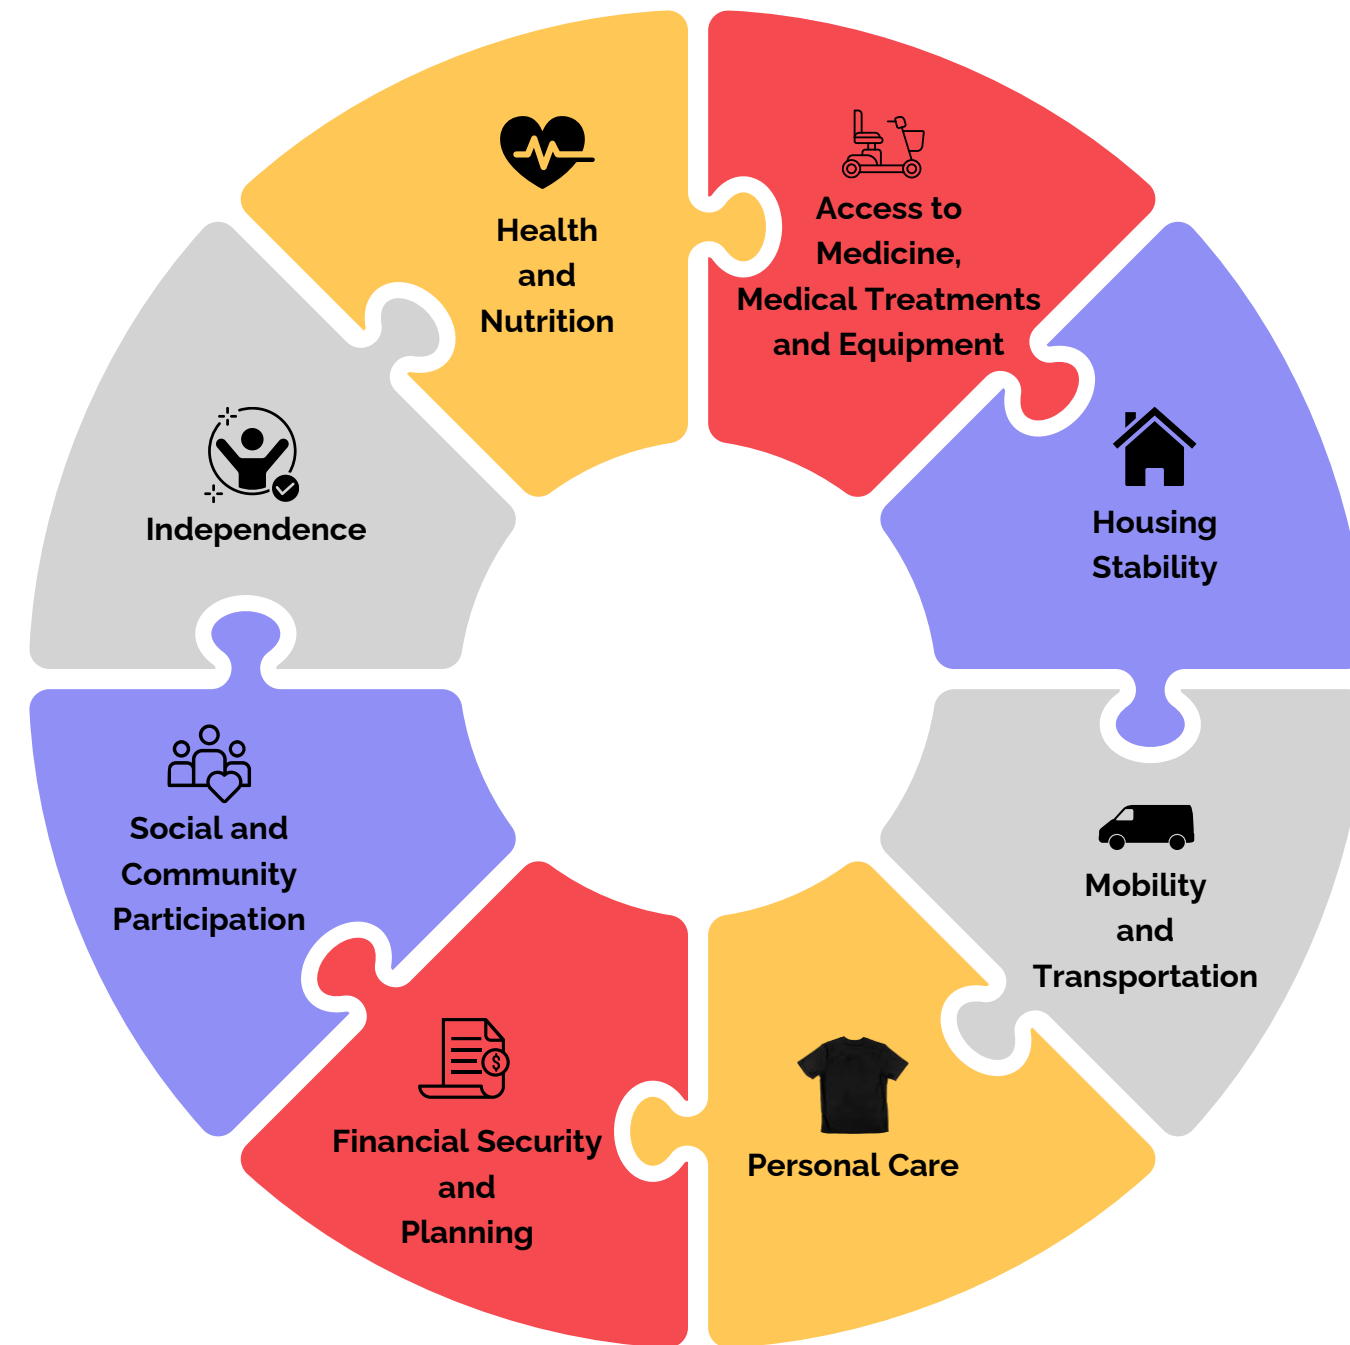 Health
and
Nutrition
Access to
Medicine,
Medical Treatments
and Equipment
Housing
Stability
Mobility
and
Transportation
Personal Care
Financial Security
and
Planning
$
Social and
Community
Participation
Independence